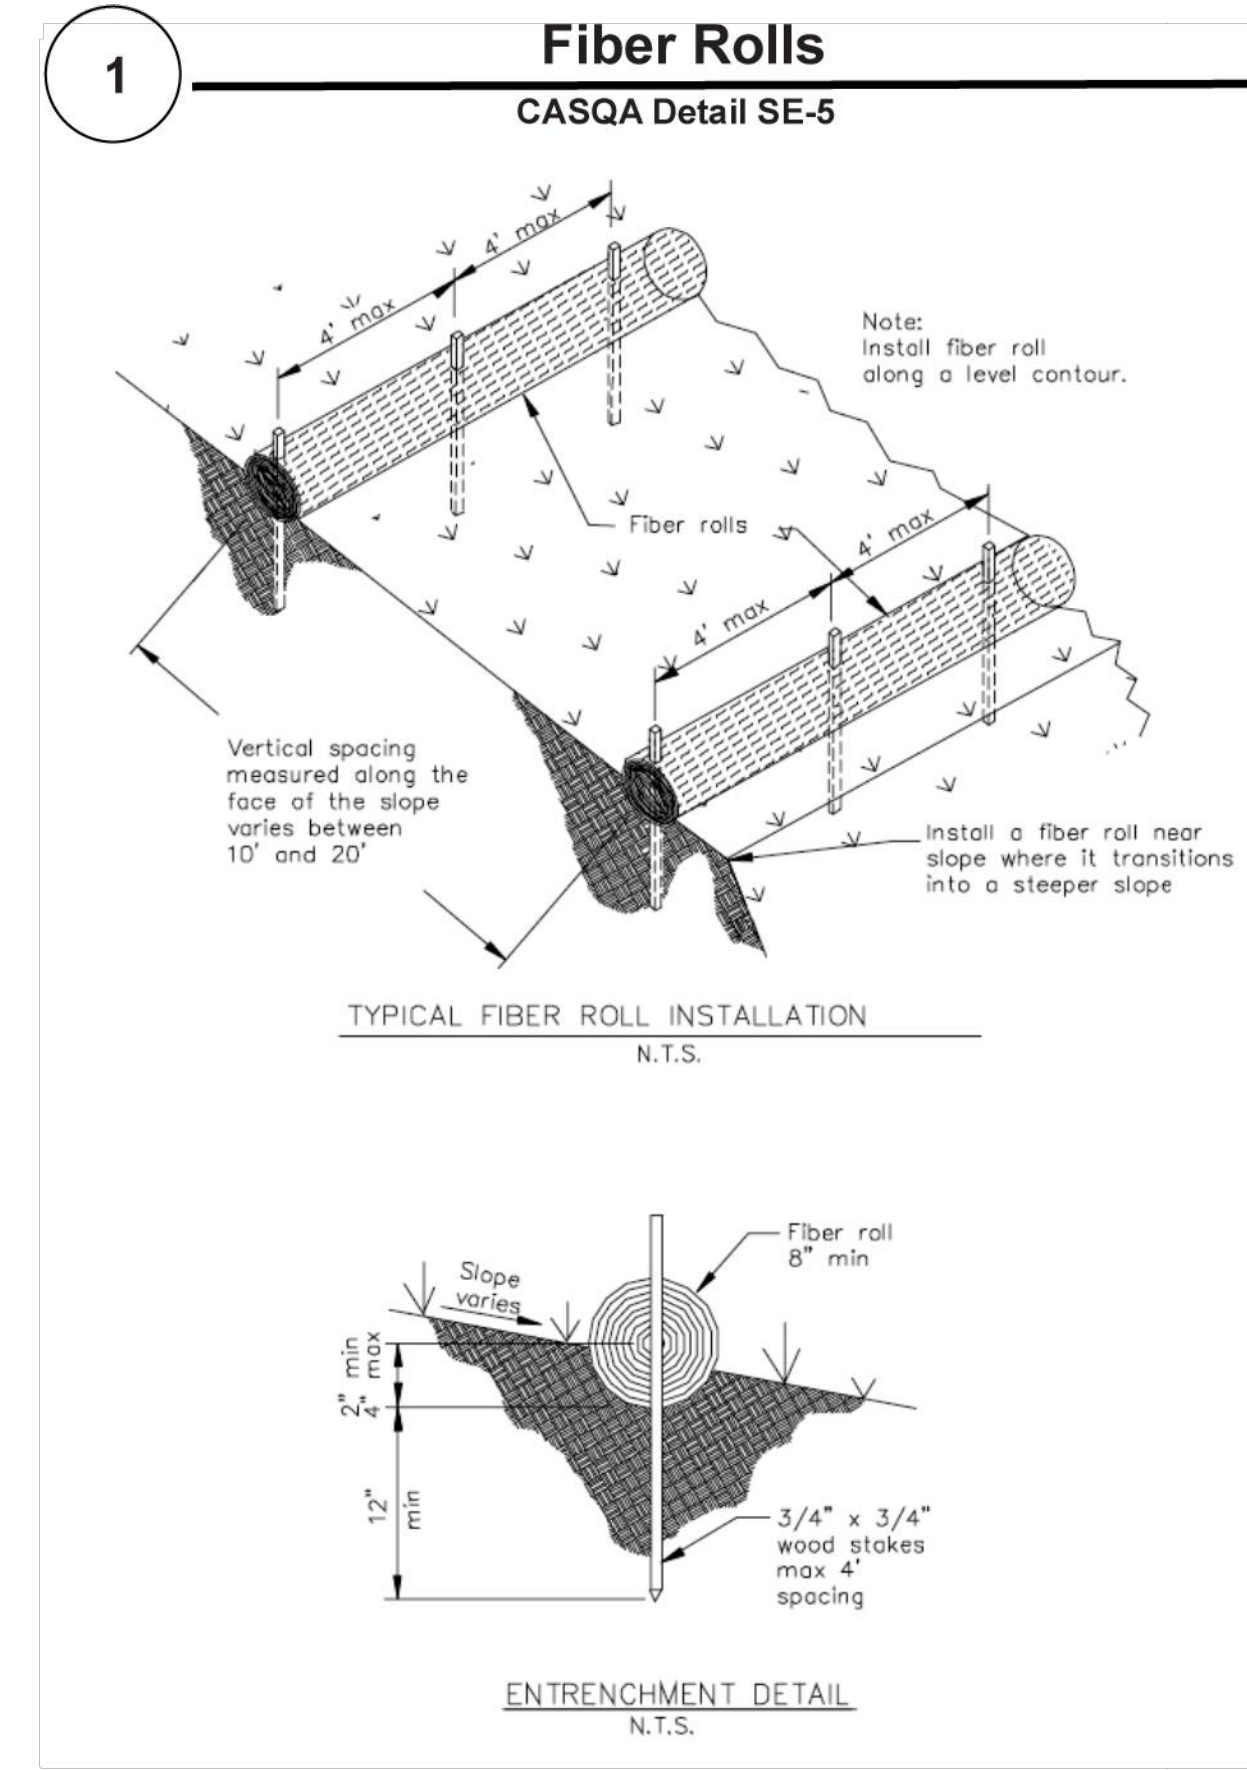 1
Fiber Rolls
CASQA Detail SE-5
4' max
4' max
Note:
Install fiber roll
along a level contour.
Fiber rolls
4' max
4' max
Vertical spacing
measured along the
face of the slope
varies between
10' and 20'
Install a fiber roll near
slope where it transitions
into a steeper slope
TYPICAL FIBER ROLL INSTALLATION
N.T.S.
Fiber roll
8" min
Slope
varies
2" min
4" max
12"
min
3/4" x 3/4"
wood stakes
max 4'
spacing
ENTRENCHMENT DETAIL
N.T.S.